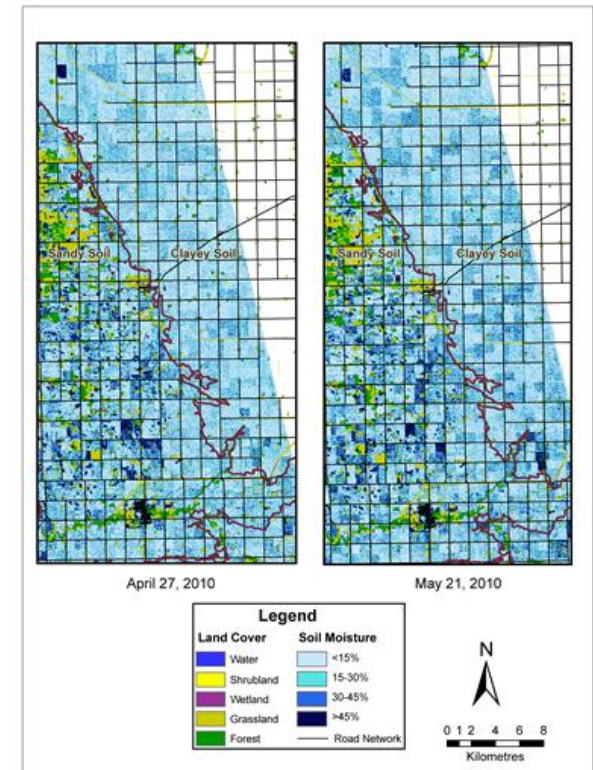 Sandy Soil
Clayey Soil
Sandy Soil
Clayey Soil
April 27, 2010
May 21, 2010
Legend
Land Cover
Soil Moisture
Water
<15%
Shrubland
15-30%
Wetland
30-45%
Grassland
>45%
Forest
Road Network
N
0 1 2 4 6 8
Kilometres